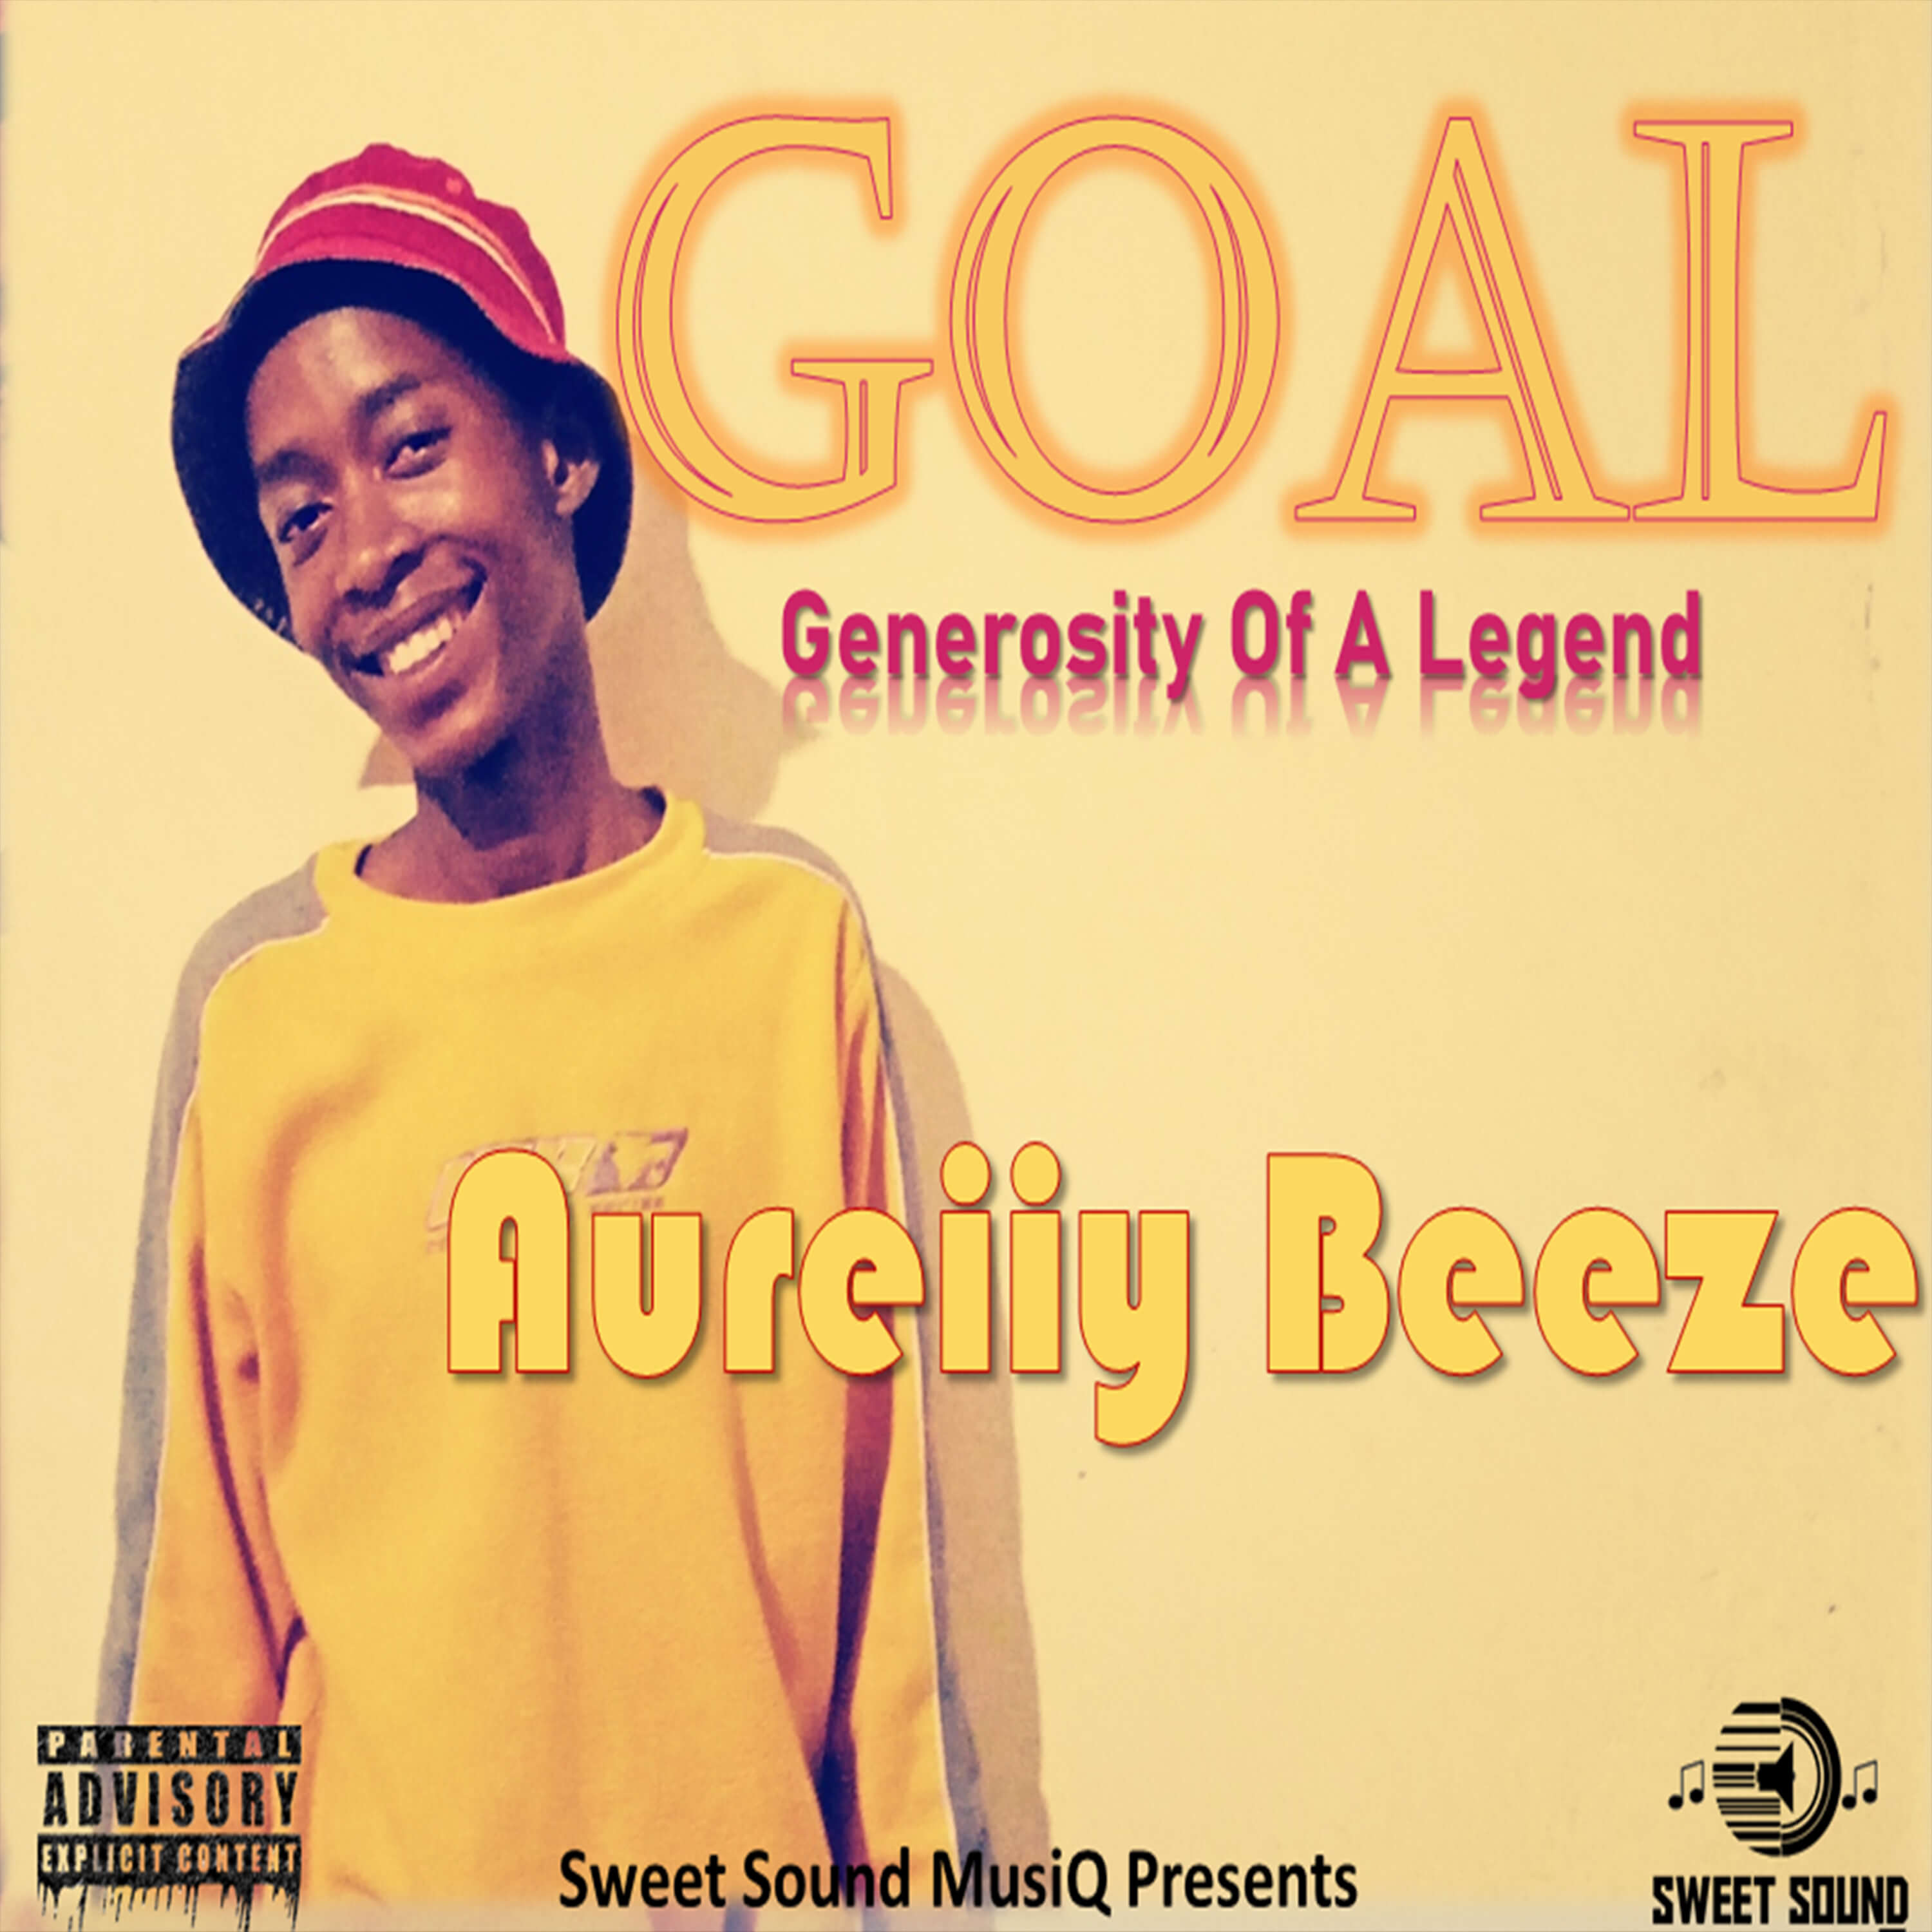 GOAL
Generosity Of A Legend
Aureiiy Beeze
PARENTAL
ADVISORY
EXPLICIT CONTENT
Sweet Sound MusiQ Presents
SWEET SOUND